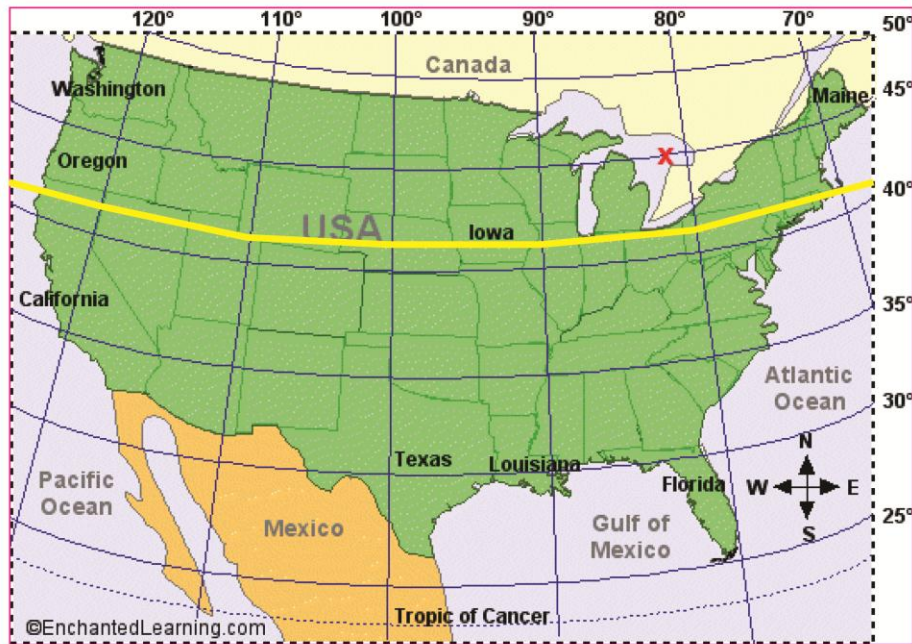 120° 110° 100° 90° 80° 70° 50°
Canada
Washington
Maine
45°
Oregon
40°
USA
Iowa
California
35°
x
Atlantic
Ocean
30°
Texas
Louisiana
Florida
N
W E
S
Pacific
Ocean
Mexico
Gulf of
Mexico
25°
©EnchantedLearning.com
Tropic of Cancer